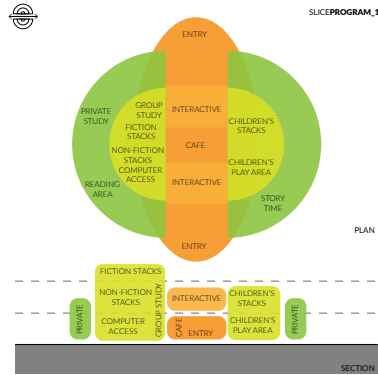 SLICEPROGRAM_1
ENTRY
PRIVATE
STUDY
GROUP
STUDY
FICTION
STACKS
NON-FICTION
STACKS
COMPUTER
ACCESS
READING
AREA
INTERACTIVE
CAFE
INTERACTIVE
CHILDREN'S
STACKS
CHILDREN'S
PLAY AREA
STORY
TIME
ENTRY
PLAN
FICTION STACKS
NON-FICTION
STACKS
COMPUTER
ACCESS
GROUP STUDY
PRIVATE
INTERACTIVE
CAFE
ENTRY
CHILDREN'S
STACKS
CHILDREN'S
PLAY AREA
PRIVATE
SECTION